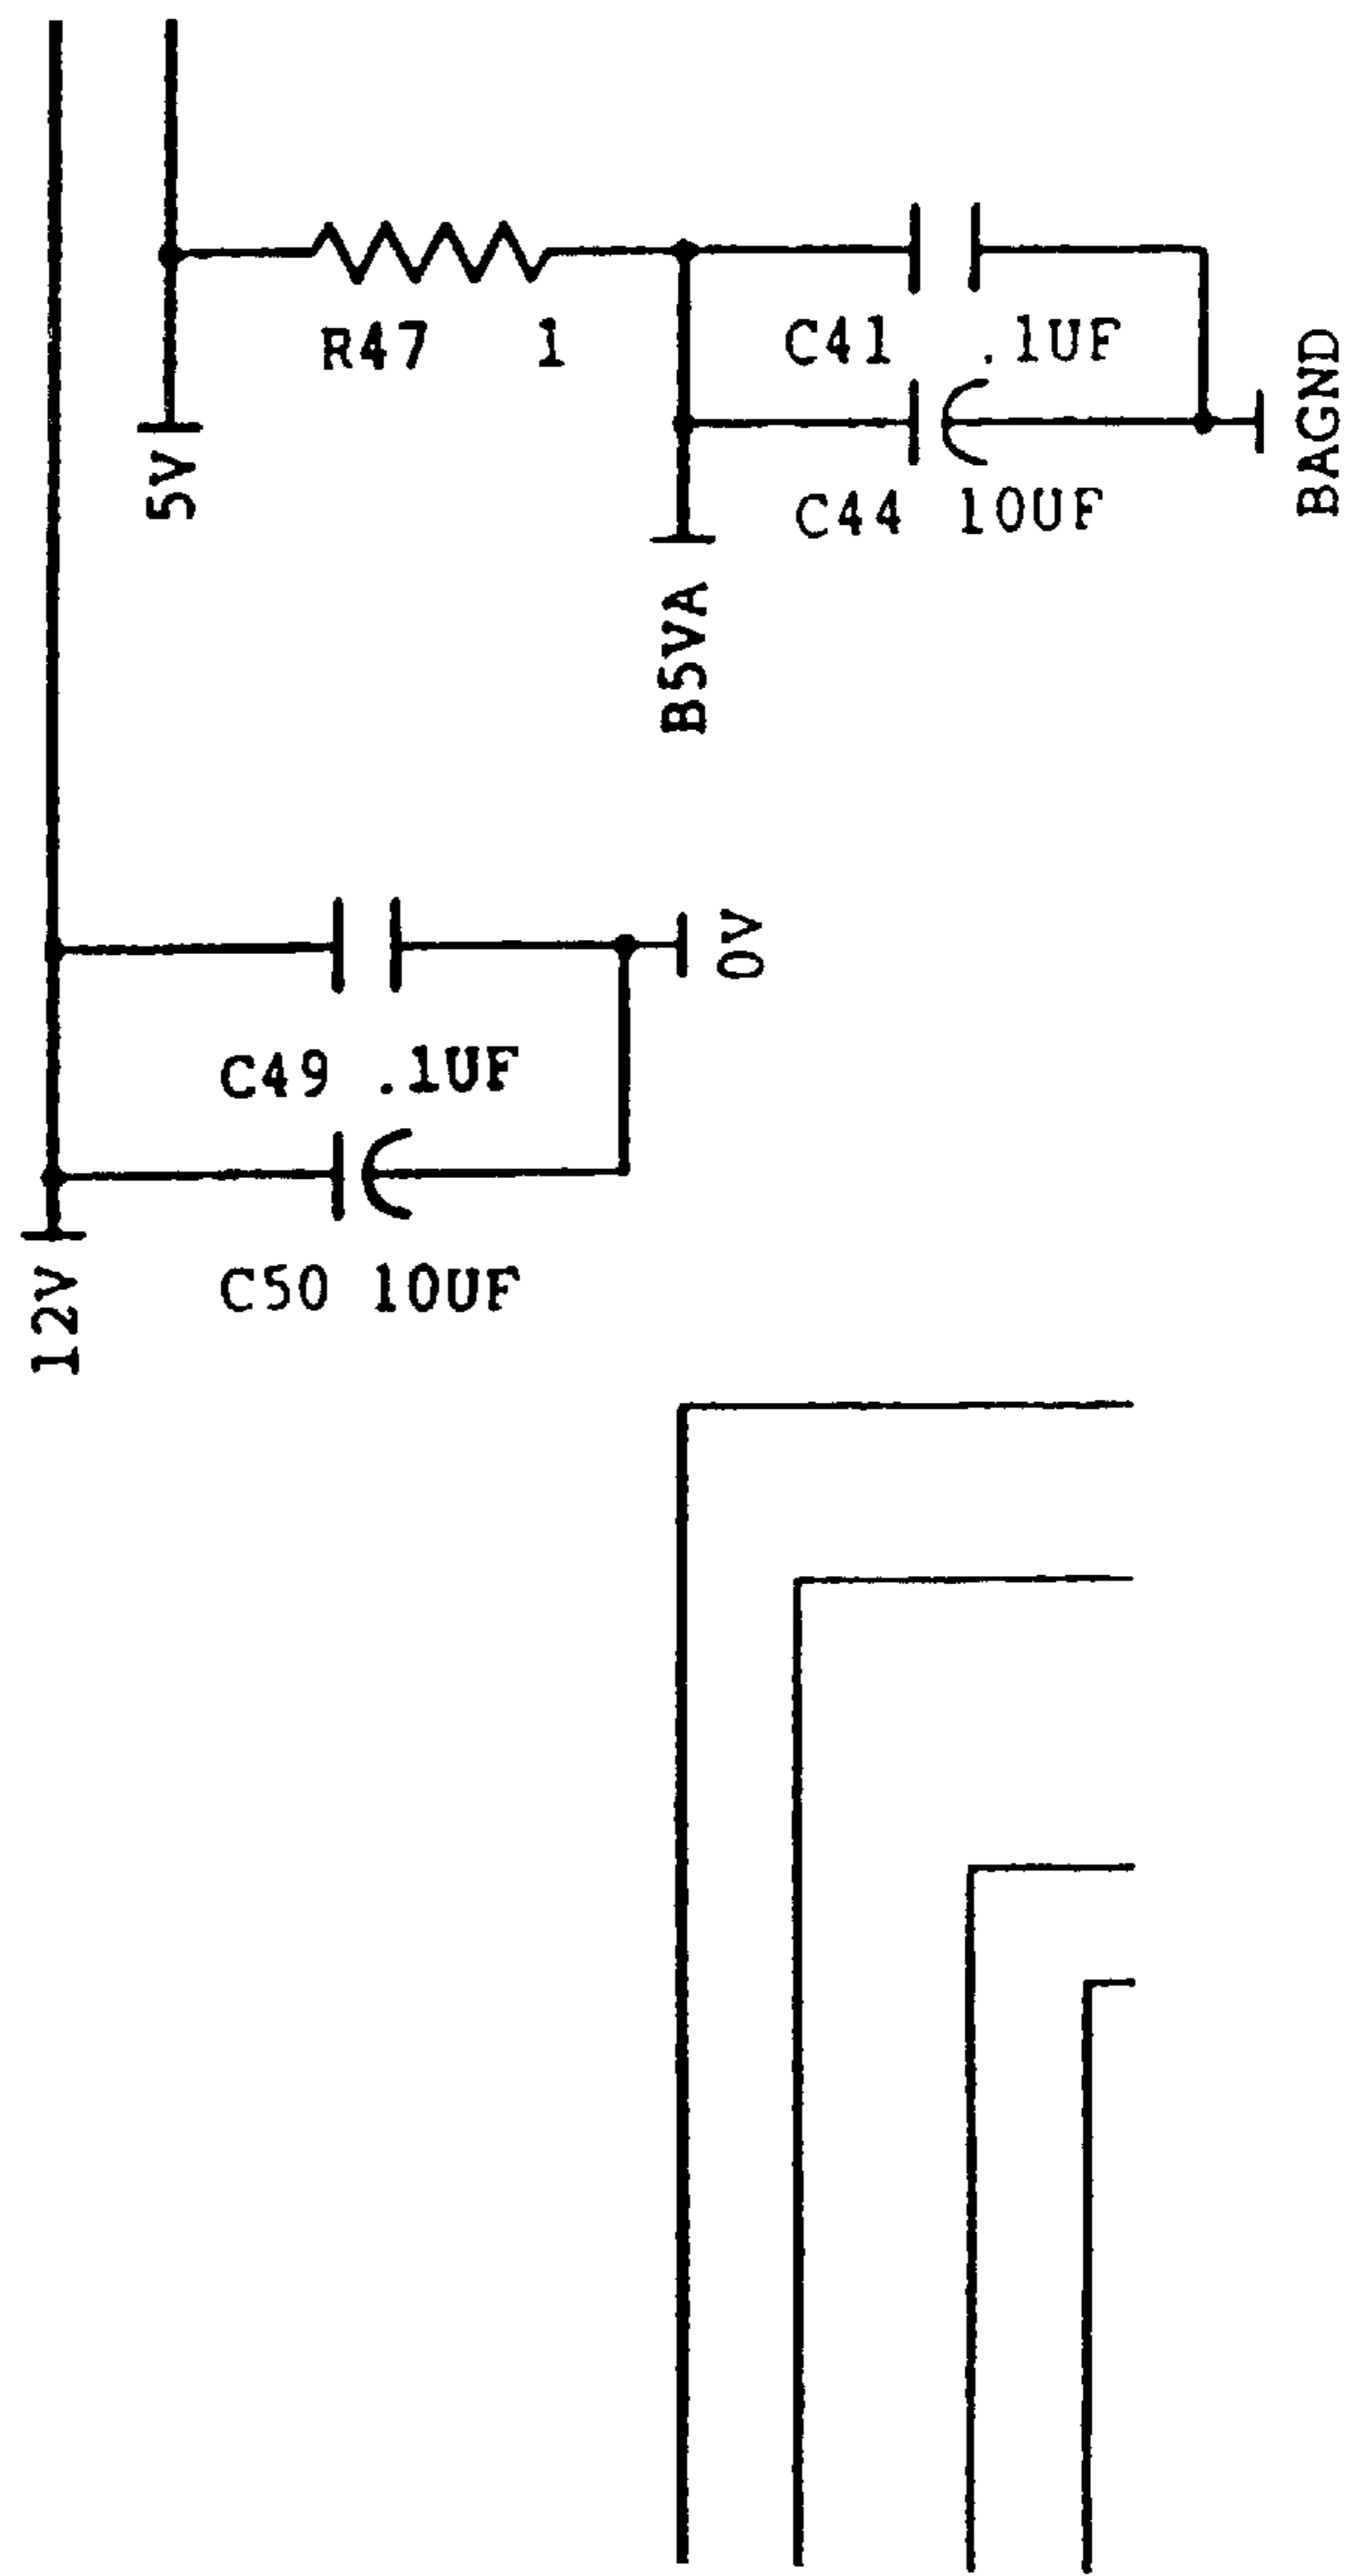 5V
R47 1
C41 .1UF
C44 10UF
BAGND
B5VA
0V
C49 .1UF
C50 10UF
12V